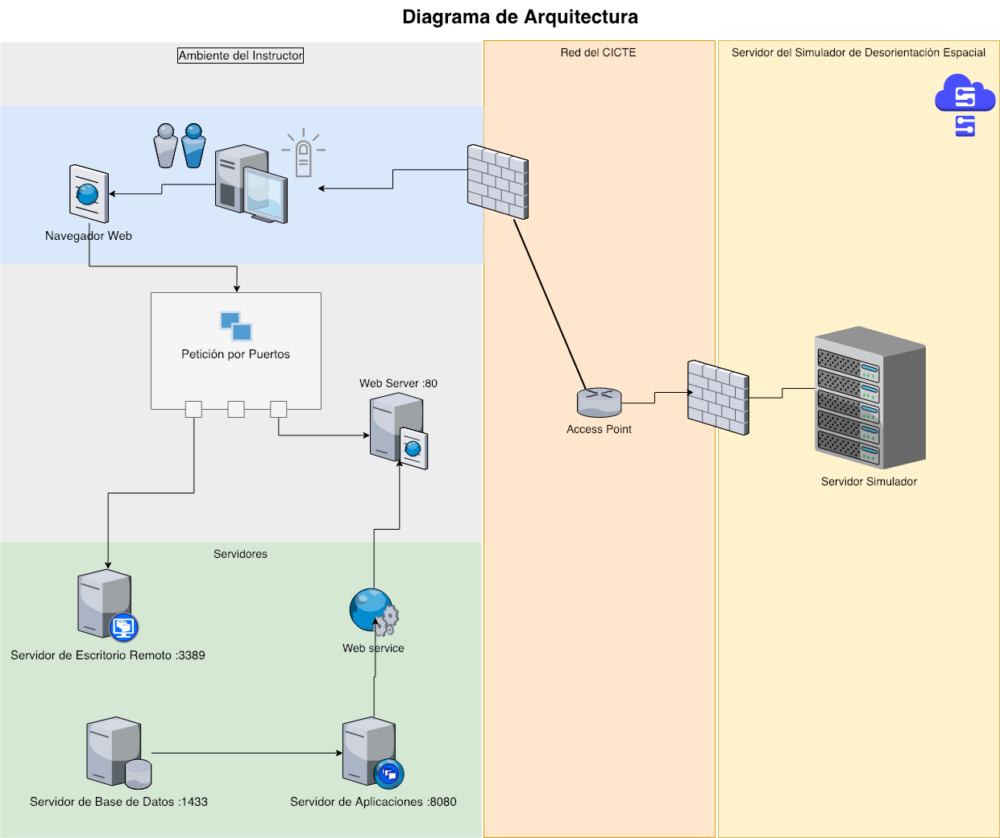 Diagrama de Arquitectura
Ambiente del Instructor
Red del CICTE
Servidor del Simulador de Desorientación Espacial
Navegador Web
Petición por Puertos
Web Server :80
Access Point
Servidor Simulador
Servidores
Servidor de Escritorio Remoto :3389
Web service
Servidor de Base de Datos :1433
Servidor de Aplicaciones :8080